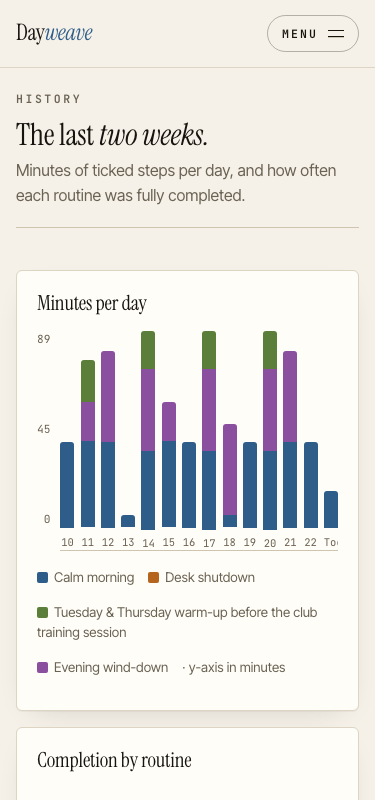 Dayweave
MENU
HISTORY
The last two weeks.
Minutes of ticked steps per day, and how often
each routine was fully completed.
Minutes per day
89
45
0
10 11 12 13 14 15 16 17 18 19 20 21 22 To
Calm morning
Desk shutdown
Tuesday & Thursday warm-up before the club
training session
Evening wind-down
· y-axis in minutes
Completion by routine